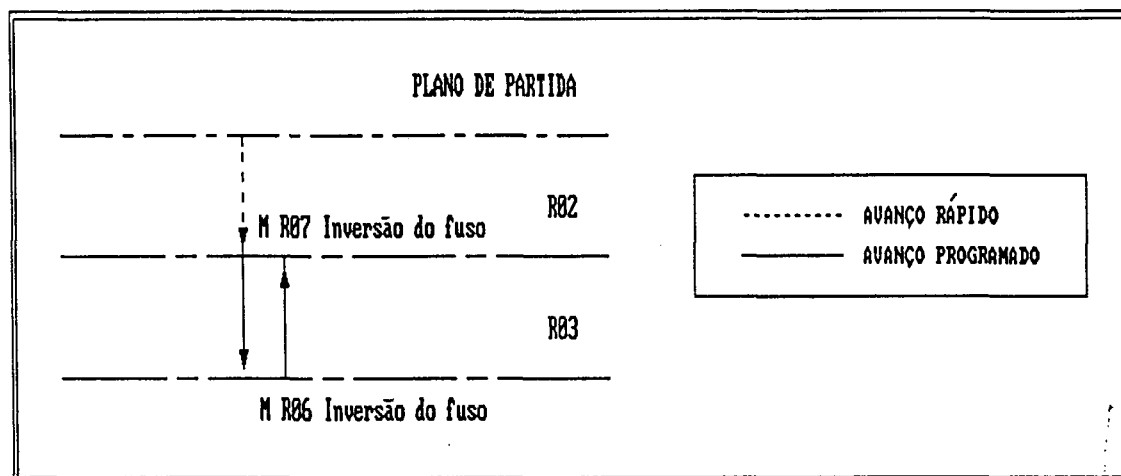 PLANO DE PARTIDA
R02
M R07 Inversão do fuso
R03
M R06 Inversão do fuso
AVANÇO RÁPIDO
AVANÇO PROGRAMADO